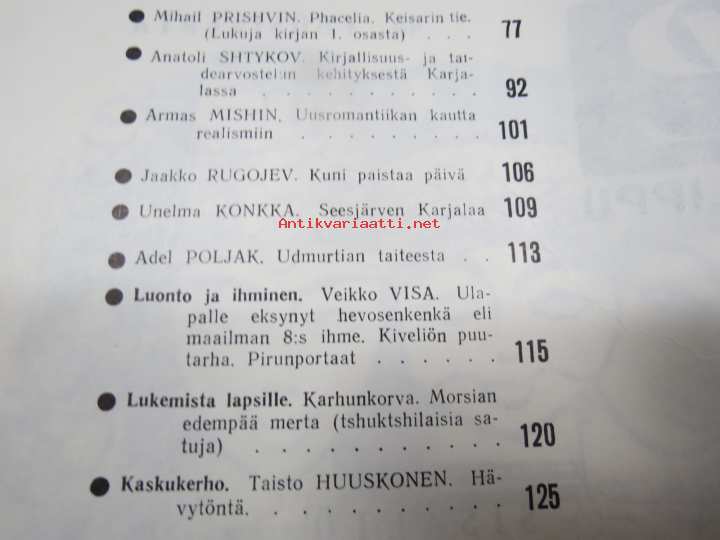 Mihail PRISHVIN. Phacelia. Keisarin tie.
(Lukuja kirjan 1. osasta) . . . 77
Anatoli SHTYKOV. Kirjallisuus- ja tai-
dearvostelun kehityksestä Karja-
lassa . . . . . . . . . . . 92
Armas MISHIN. Uusromantiikan kautta
realismiin . . . . . . . . . 101
Jaakko RUGOJEV. Kuni paistaa päivä 106
Unelma KONKKA. Seesjärven Karjalaa 109
Antikvariaatti.net
Adel POLJAK. Udmurtian taiteesta . . 113
Luonto ja ihminen. Veikko VISA. Ula-
palle eksynyt hevosenkenkä eli
maailman 8:s ihme. Kiveliön puu-
tarha. Pirunportaat . . . . . . 115
Lukemista lapsille. Karhunkorva. Morsian
edempää merta (tshuktshilaisia sa-
tuja) . . . . . . . . . . . 120
Kaskukerho. Taisto HUUSKONEN. Hä-
vytöntä. . . . . . . . . . . 125